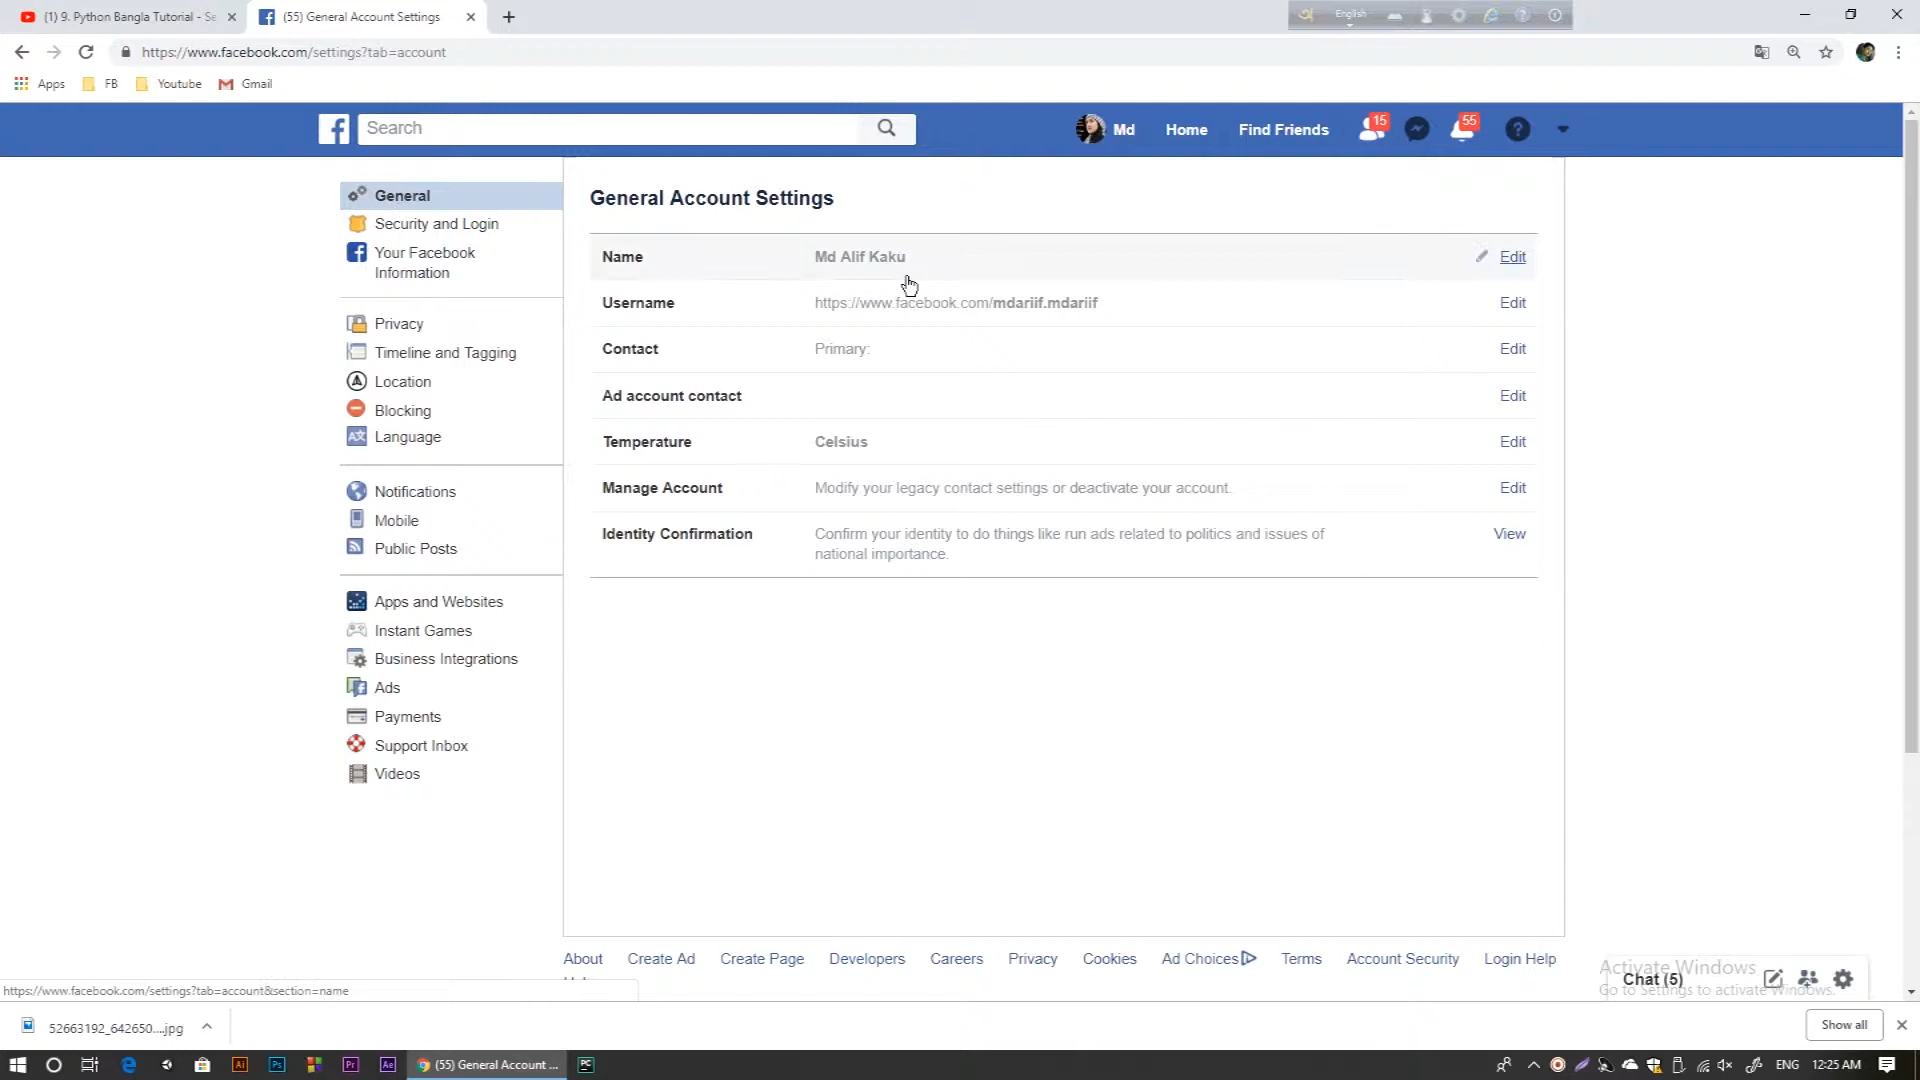 (1) 9. Python Bangla Tutorial - Se
(55) General Account Settings
English
https://www.facebook.com/settings?tab=account
Apps
FB
Youtube
Gmail
Search
Md
Home
Find Friends
15
55
General
Security and Login
Your Facebook
Information
Privacy
Timeline and Tagging
Location
Blocking
Language
Notifications
Mobile
Public Posts
Apps and Websites
Instant Games
Business Integrations
Ads
Payments
Support Inbox
Videos
General Account Settings
Name Md Alif Kaku Edit
Username https://www.facebook.com/mdariif.mdariif Edit
Contact Primary: Edit
Ad account contact Edit
Temperature Celsius Edit
Manage Account Modify your legacy contact settings or deactivate your account. Edit
Identity Confirmation Confirm your identity to do things like run ads related to politics and issues of View
national importance.
About Create Ad Create Page Developers Careers Privacy Cookies Ad Choices Terms Account Security Login Help
Activate Windows
Go to Settings to activate Windows.
Chat (5)
https://www.facebook.com/settings?tab=account&section=name
52663192_642650....jpg
Show all
Ai
Ps
Pr
Ae
(55) General Account ...
PC
ENG
12:25 AM